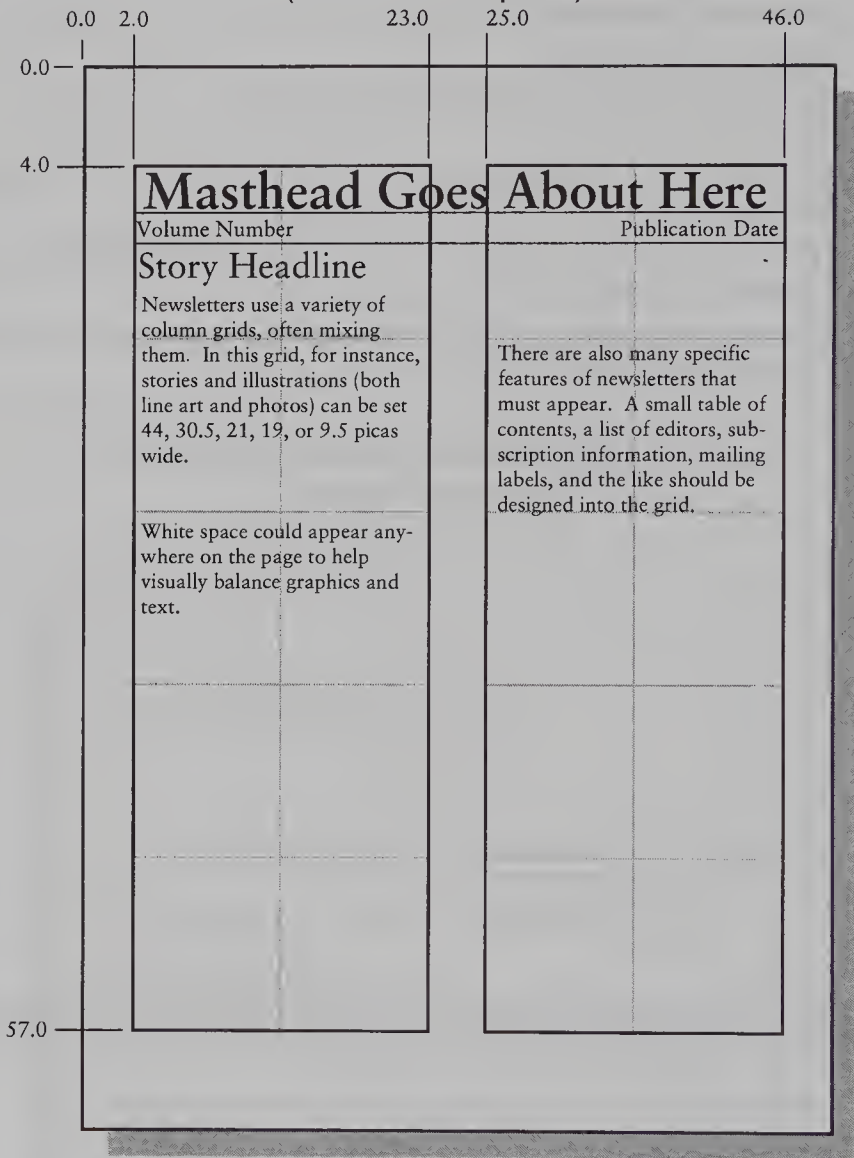 0.0 2.0 23.0 25.0 46.0
0.0
4.0
Masthead Goes About Here
Volume Number Publication Date
Story Headline
Newsletters use a variety of
column grids, often mixing
them. In this grid, for instance,
stories and illustrations (both
line art and photos) can be set
44, 30.5, 21, 19, or 9.5 picas
wide.
White space could appear any-
where on the page to help
visually balance graphics and
text.
There are also many specific
features of newsletters that
must appear. A small table of
contents, a list of editors, sub-
scription information, mailing
labels, and the like should be
designed into the grid.
57.0